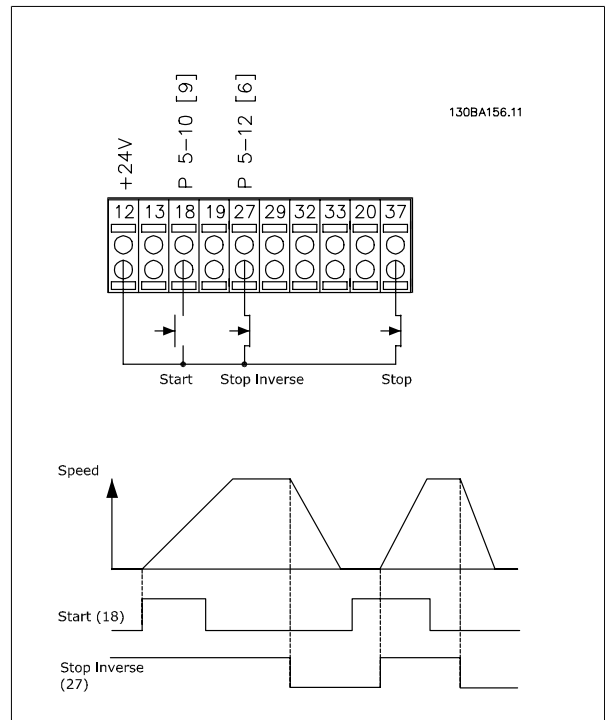 130BA156.11
+24V
P 5-10 [9]
P 5-12 [6]
12 13 18 19 27 29 32 33 20 37
Start Stop Inverse Stop
Speed
Start (18)
Stop Inverse
(27)